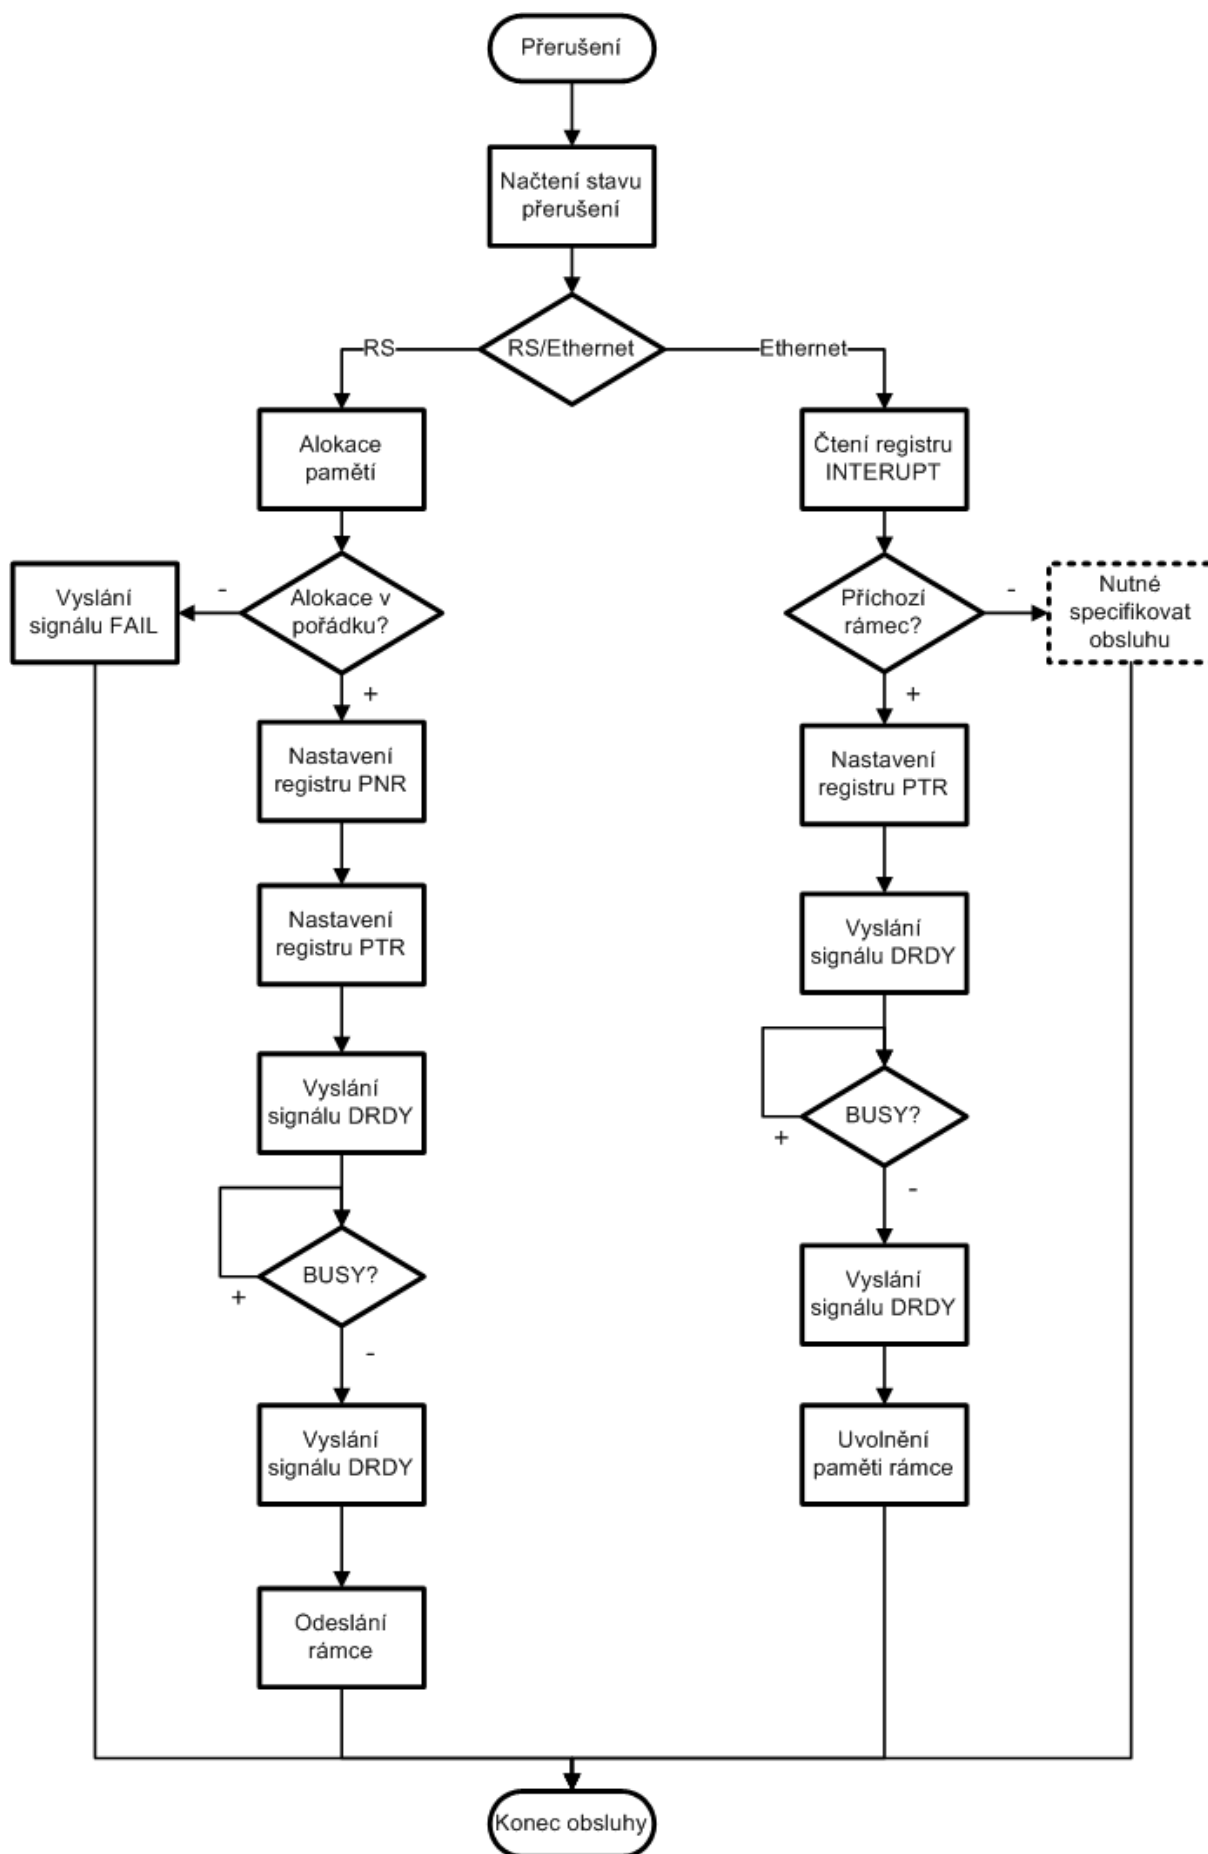 Přerušení
Načtení stavu
přerušení
RS/Ethernet
RS
Ethernet
Alokace
pamětí
Čtení registru
INTERUPT
Vyslání
signálu FAIL
-
Alokace v
pořádku?
+
Příchozí
rámec?
-
+
Nutné
specifikovat
obsluhu
Nastavení
registru PNR
Nastavení
registru PTR
Nastavení
registru PTR
Vyslání
signálu DRDY
Vyslání
signálu DRDY
BUSY?
+
-
BUSY?
+
-
Vyslání
signálu DRDY
Vyslání
signálu DRDY
Uvolnění
paměti rámce
Odeslání
rámce
Konec obsluhy